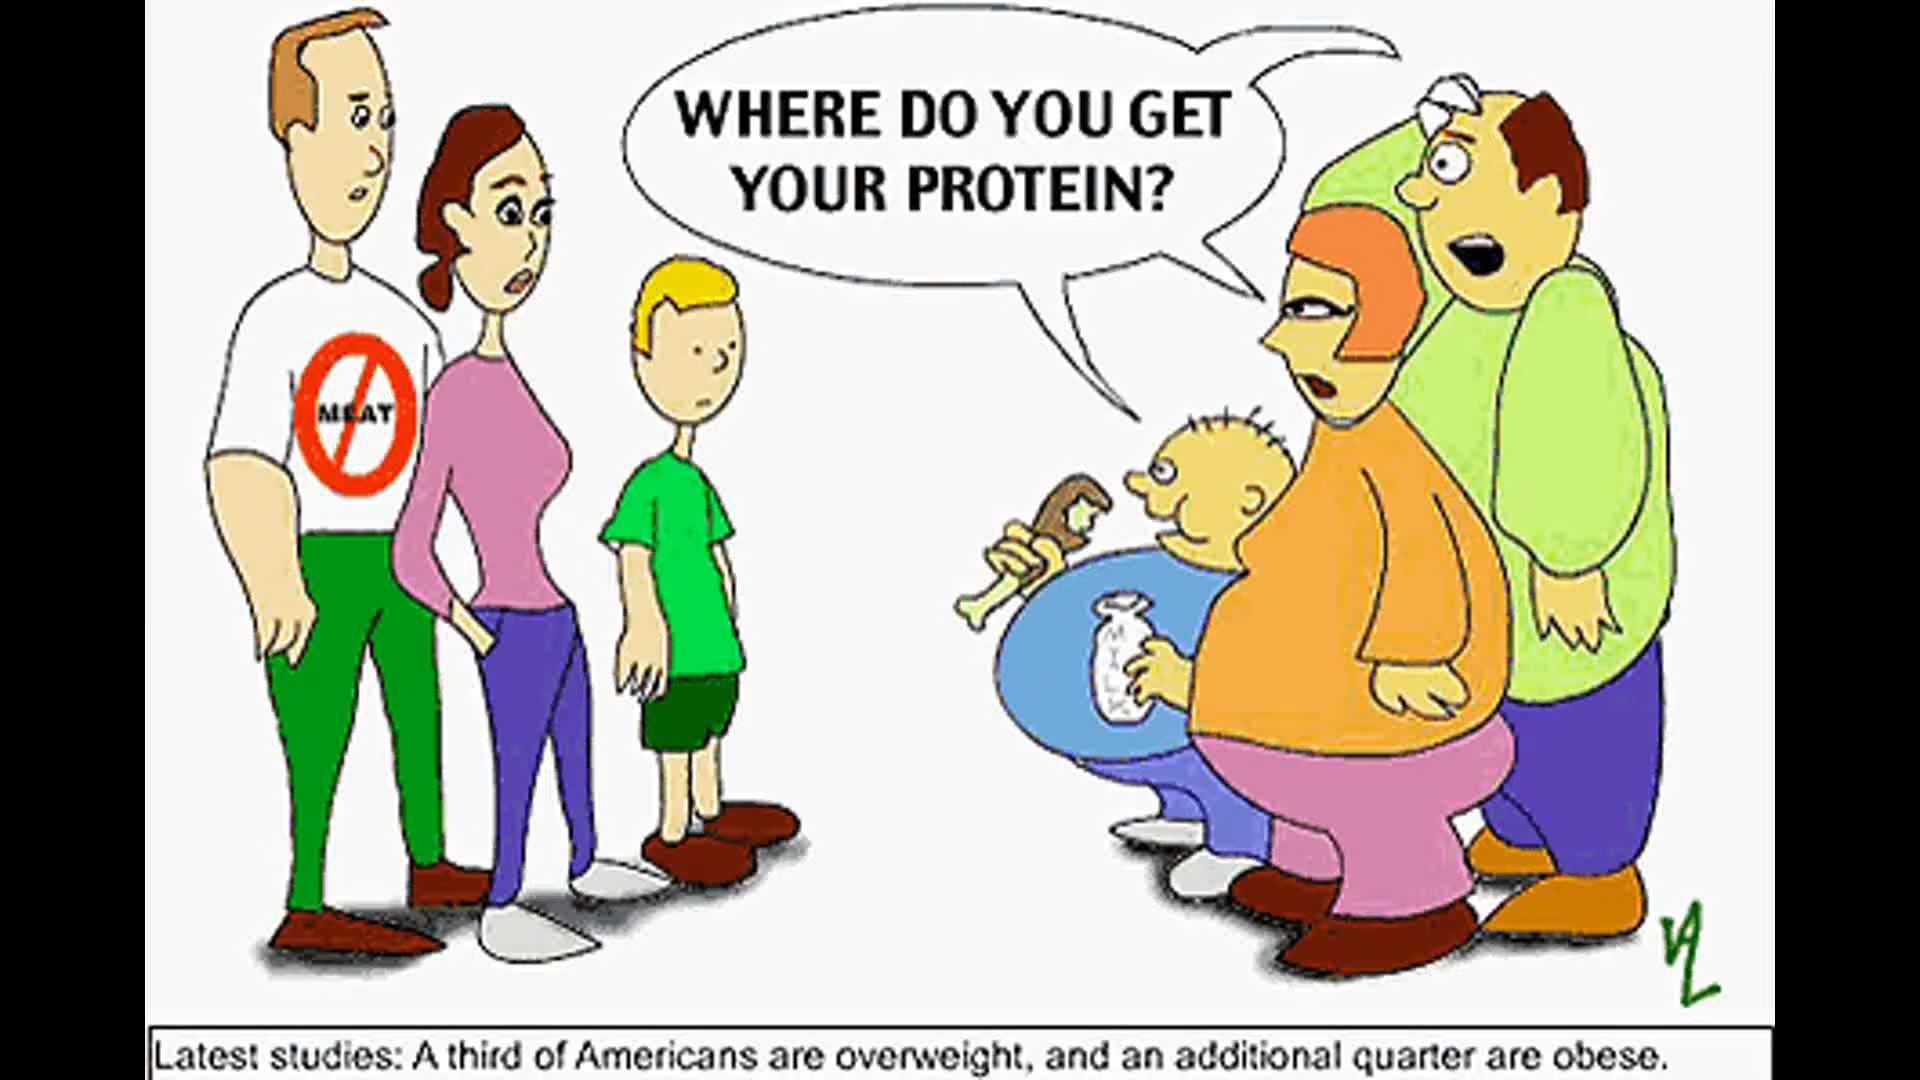 WHERE DO YOU GET
YOUR PROTEIN?
MEAT
MILK
Latest studies: A third of Americans are overweight, and an additional quarter are obese.